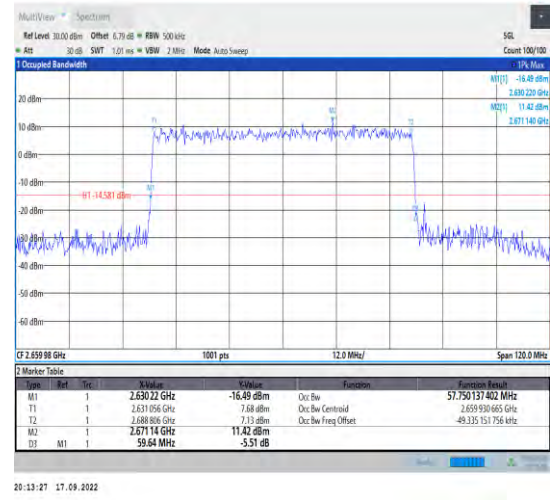 MultiView Spectrum
Ref Level 30.00 dBm Offset 6.79 dB RBW 500 kHz SGL
Att 30 dB SWT 1.01 ms VBW 2 MHz Mode Auto Sweep Count 100/100
1 Occupied Bandwidth 1Pk Max
M1[1] -16.49 dBm
2.630 220 GHz
M2[1] 11.42 dBm
2.671 140 GHz
20 dBm
10 dBm
0 dBm
-10 dBm
H1 -14.581 dBm
-20 dBm
-30 dBm
-40 dBm
-50 dBm
-60 dBm
T1
M2
T2
M1
CF 2.659 98 GHz 1001 pts 12.0 MHz/ Span 120.0 MHz
2 Marker Table
Type Ref Trc X-Value Y-Value Function Function Result
M1 1 2.630 22 GHz -16.49 dBm Occ Bw 57.750 137 402 MHz
T1 1 2.631 056 GHz 7.68 dBm Occ Bw Centroid 2.659 930 665 GHz
T2 1 2.688 806 GHz 7.13 dBm Occ Bw Freq Offset -49.335 151 756 kHz
M2 1 2.671 14 GHz 11.42 dBm
D3 M1 1 59.64 MHz -5.51 dB
20:13:27 17.09.2022